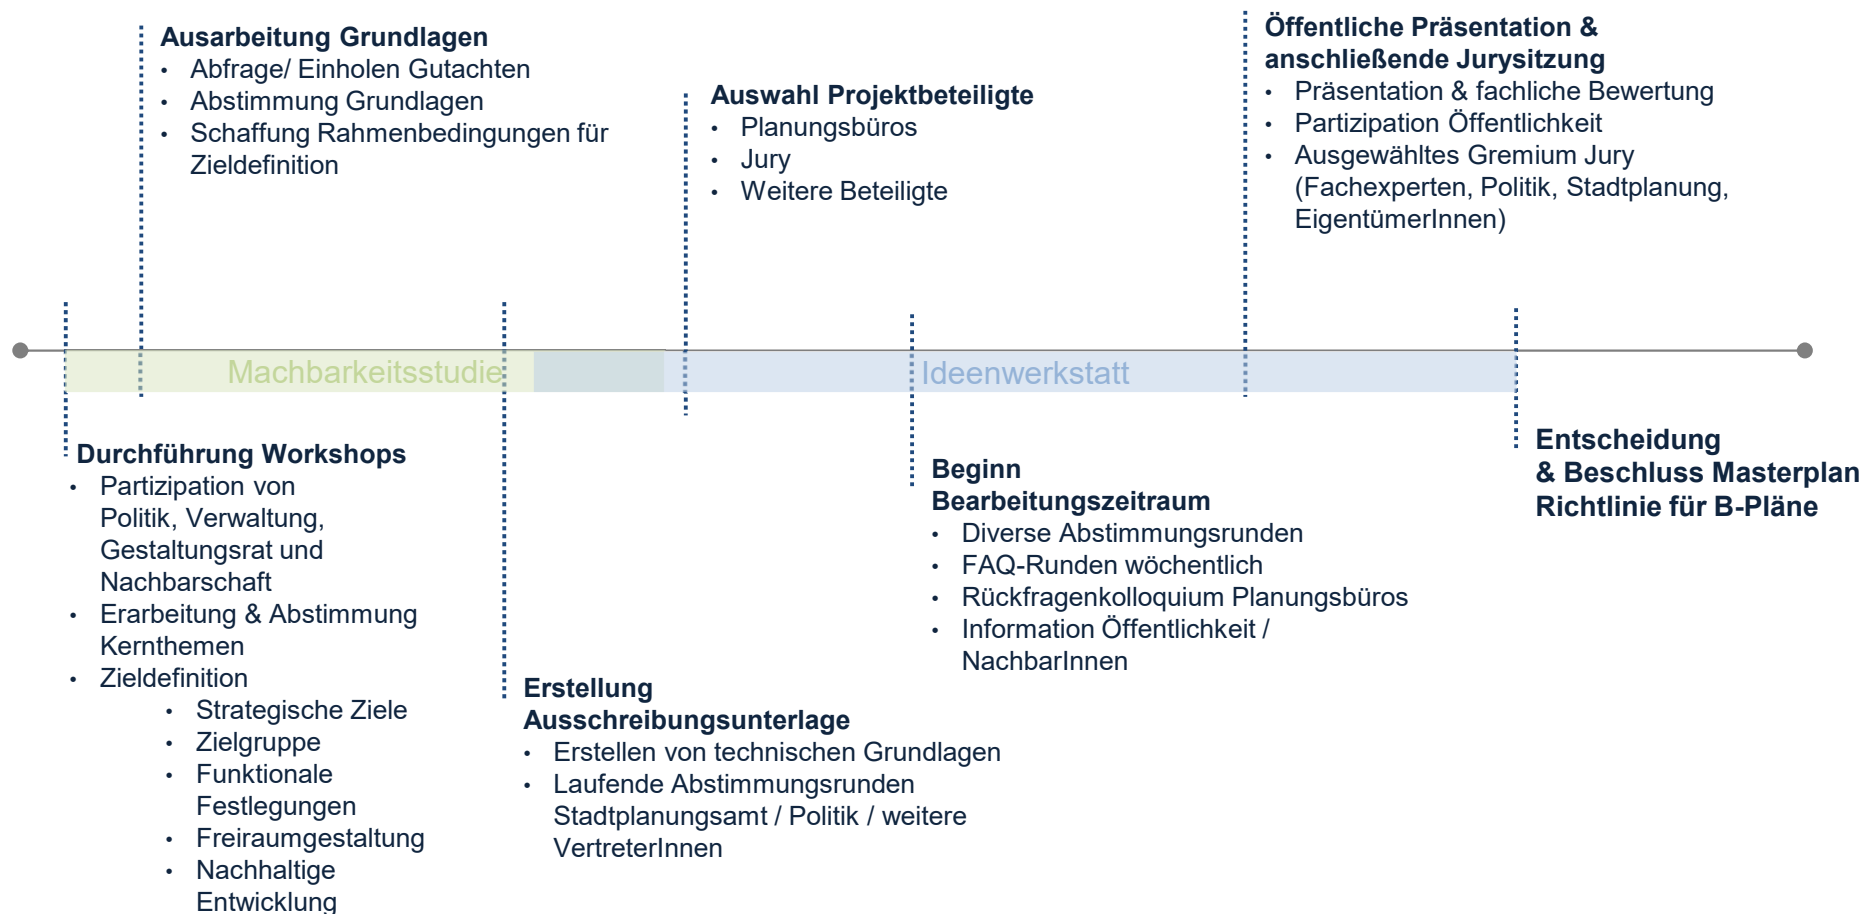 Ausarbeitung Grundlagen
• Abfrage/ Einholen Gutachten
• Abstimmung Grundlagen
• Schaffung Rahmenbedingungen für
Zieldefinition
Auswahl Projektbeteiligte
• Planungsbüros
• Jury
• Weitere Beteiligte
Öffentliche Präsentation &
anschließende Jurysitzung
• Präsentation & fachliche Bewertung
• Partizipation Öffentlichkeit
• Ausgewähltes Gremium Jury
(Fachexperten, Politik, Stadtplanung,
EigentümerInnen)
Machbarkeitsstudie
Ideenwerkstatt
Durchführung Workshops
• Partizipation von
Politik, Verwaltung,
Gestaltungsrat und
Nachbarschaft
• Erarbeitung & Abstimmung
Kernthemen
• Zieldefinition
• Strategische Ziele
• Zielgruppe
• Funktionale
Festlegungen
• Freiraumgestaltung
• Nachhaltige
Entwicklung
Erstellung
Ausschreibungsunterlage
• Erstellen von technischen Grundlagen
• Laufende Abstimmungsrunden
Stadtplanungsamt / Politik / weitere
VertreterInnen
Beginn
Bearbeitungszeitraum
• Diverse Abstimmungsrunden
• FAQ-Runden wöchentlich
• Rückfragenkolloquium Planungsbüros
• Information Öffentlichkeit /
NachbarInnen
Entscheidung
& Beschluss Masterplan
Richtlinie für B-Pläne